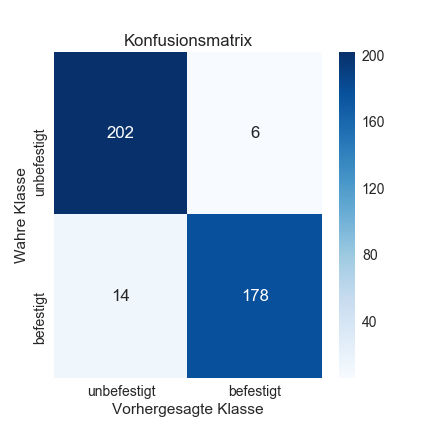 Konfusionsmatrix
Wahre Klasse
unbefestigt
202
6
befestigt
14
178
unbefestigt
befestigt
Vorhergesagte Klasse
200
160
120
80
40